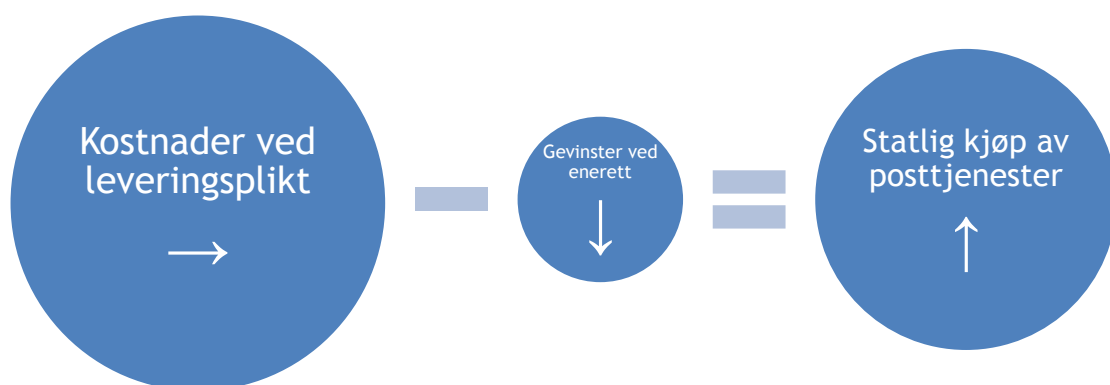 Kostnader ved
leveringsplikt
→
Gevinster ved
enerett
↓
Statlig kjøp av
posttjenester
↑